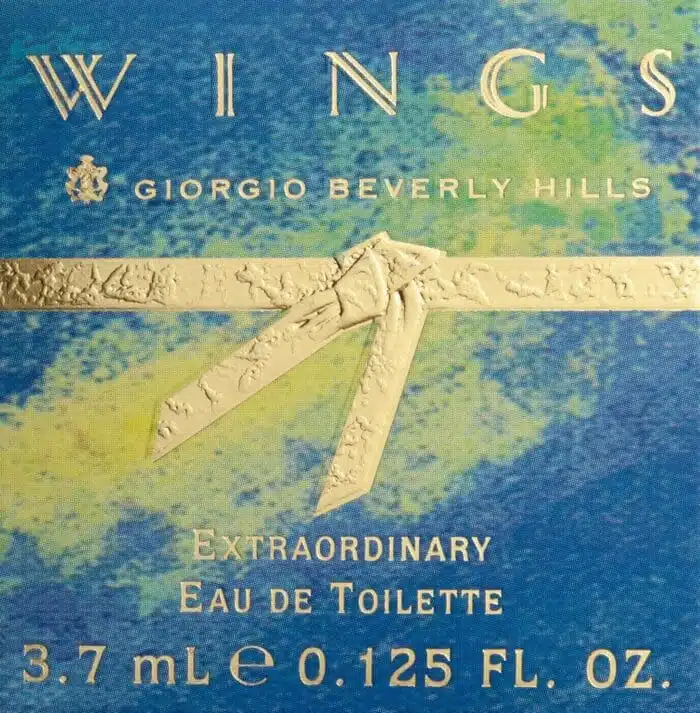 WINGS
GIORGIO BEVERLY HILLS
EXTRAORDINARY
EAU DE TOILETTE
3.7 mL ℮ 0.125 FL. OZ.